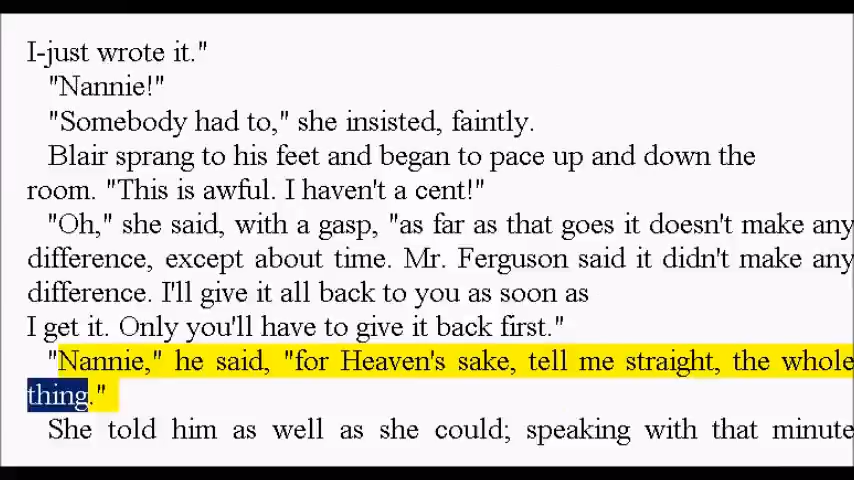 I-just wrote it."
"Nannie!"
"Somebody had to," she insisted, faintly.
Blair sprang to his feet and began to pace up and down the
room. "This is awful. I haven't a cent!"
"Oh," she said, with a gasp, "as far as that goes it doesn't make any
difference, except about time. Mr. Ferguson said it didn't make any
difference. I'll give it all back to you as soon as
I get it. Only you'll have to give it back first."
"Nannie," he said, "for Heaven's sake, tell me straight, the whole
thing."
She told him as well as she could; speaking with that minute